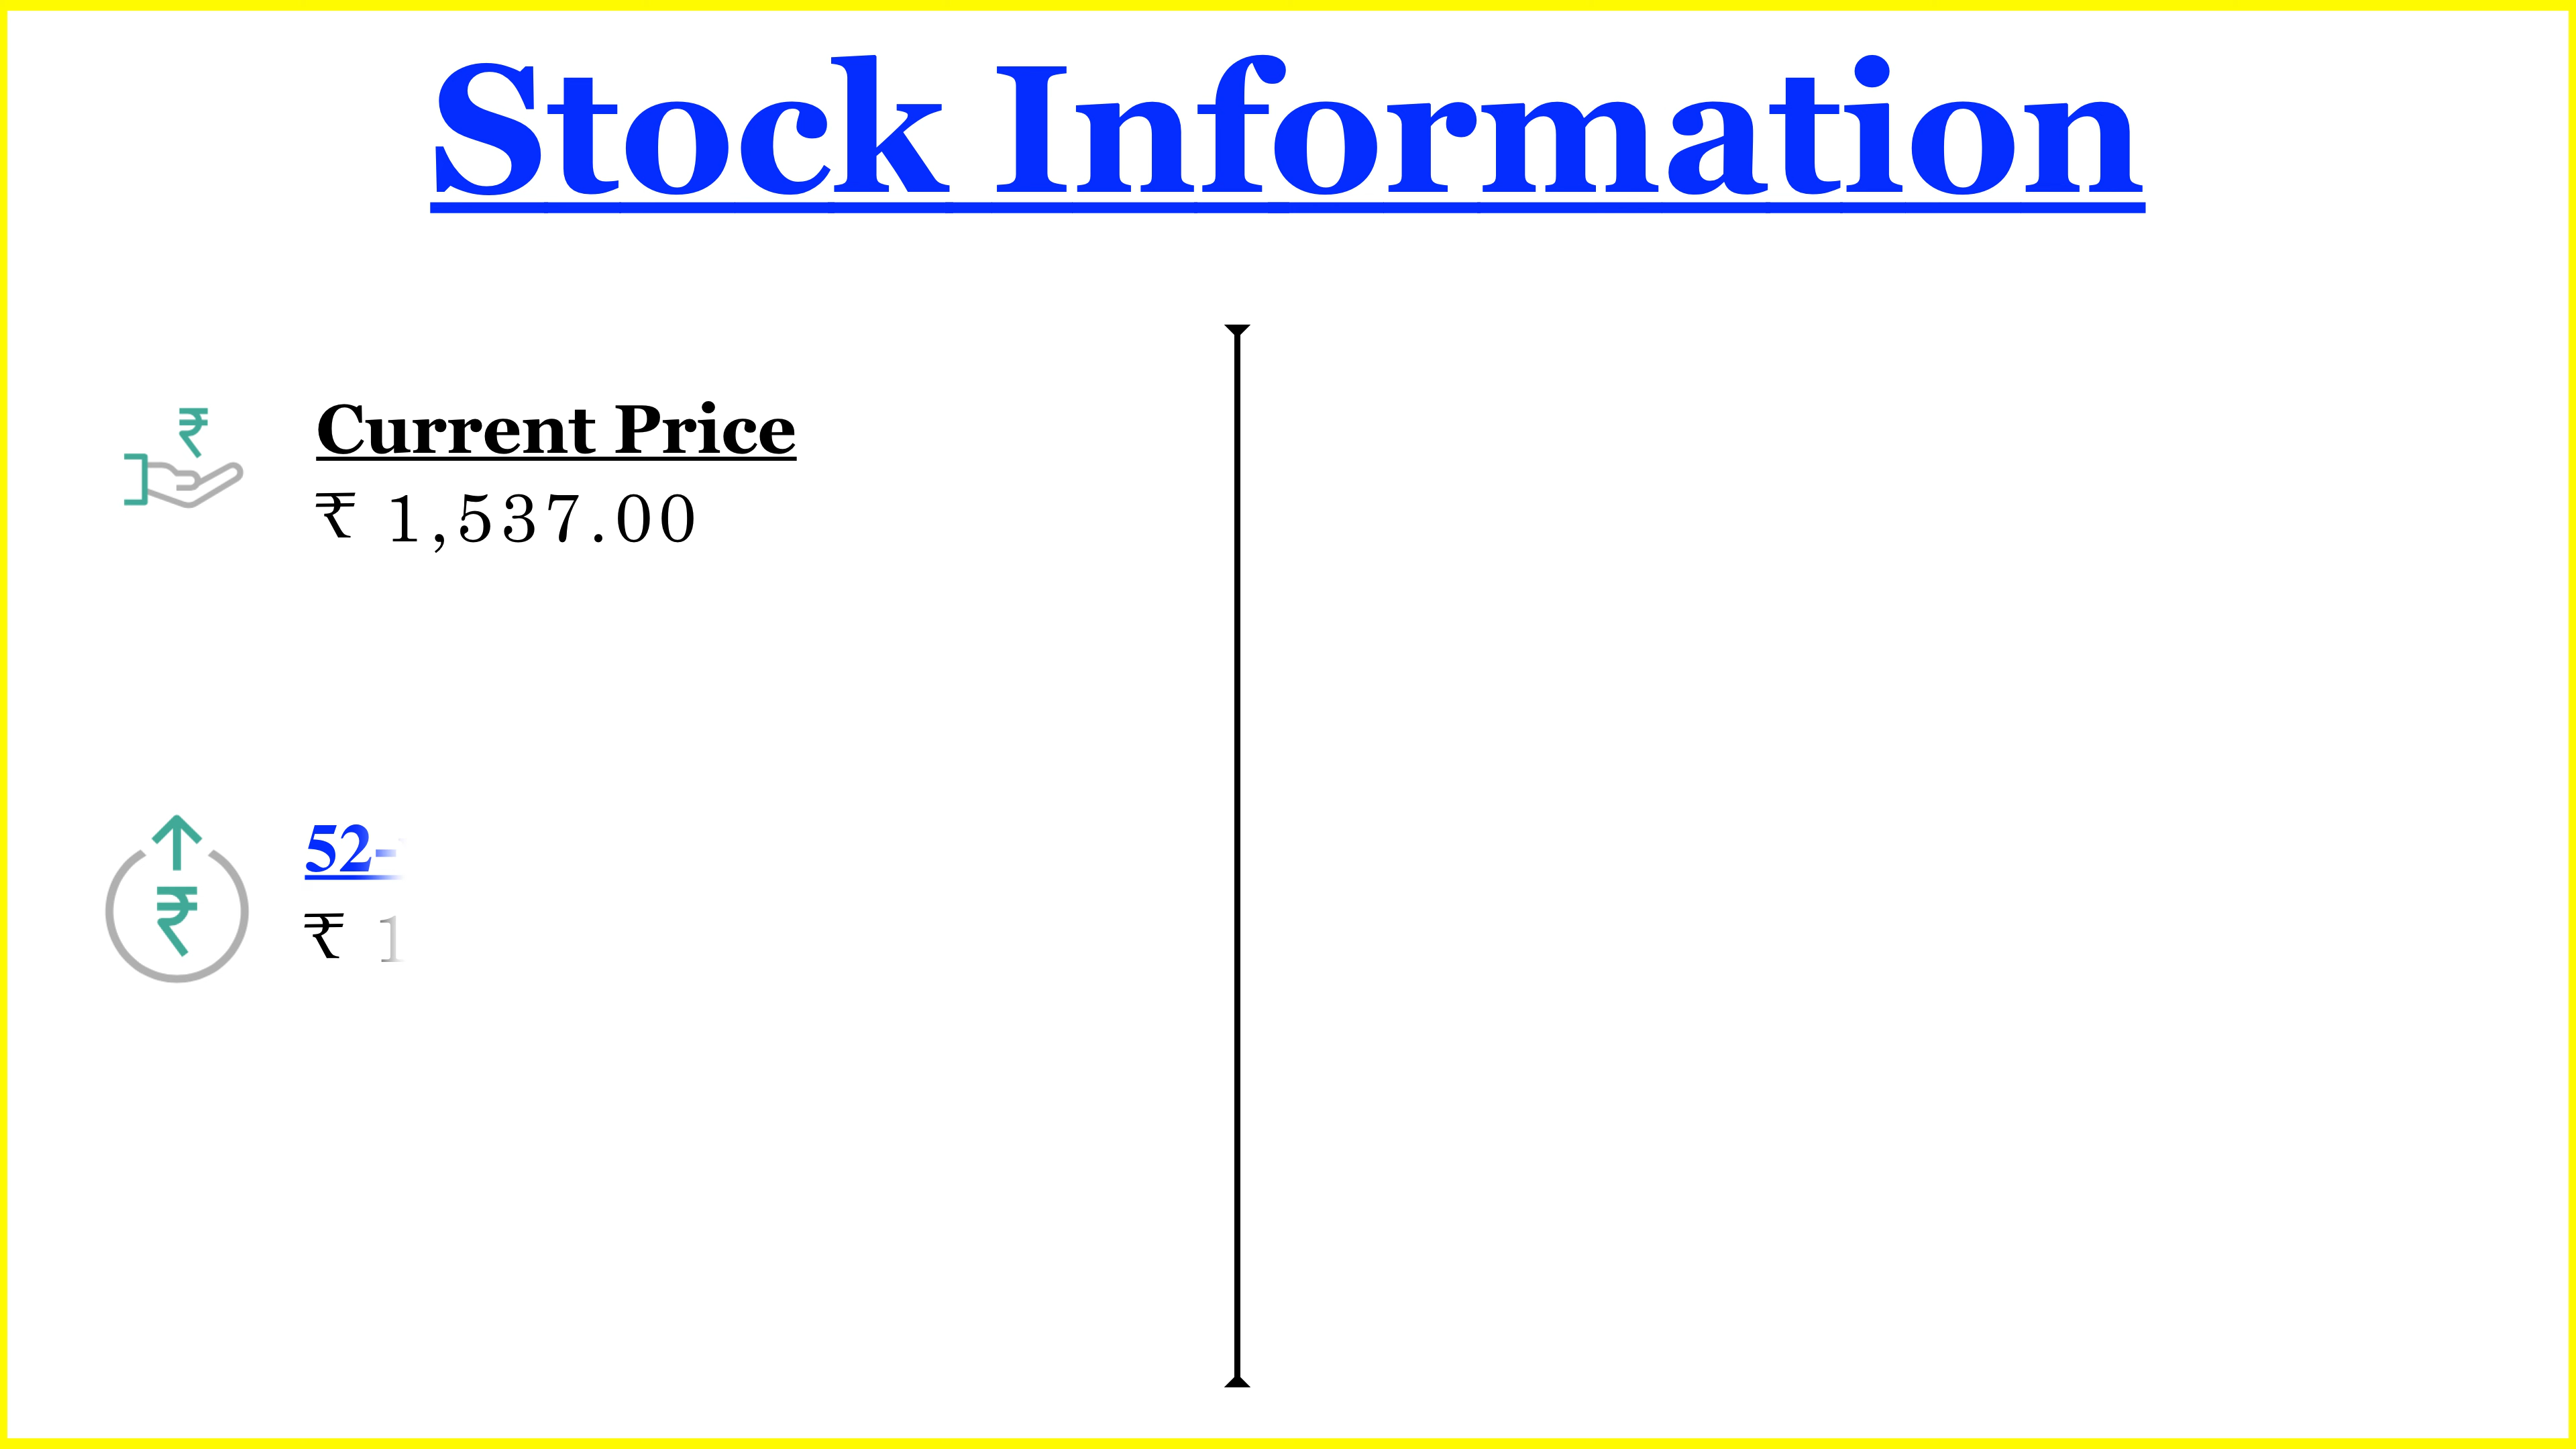 Stock Information
Current Price
₹ 1,537.00
52-
₹ 1